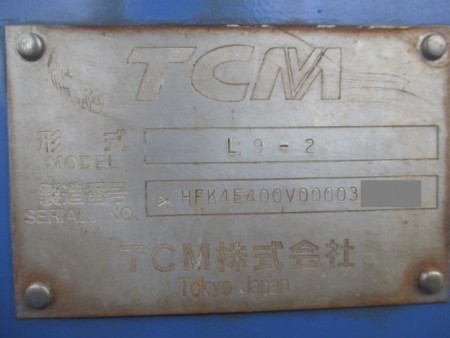 TCM
形 式 L9-2
MODEL
製造番号 HFK4E400V00003
SERIAL NO.
TCM株式会社
Tokyo Japan